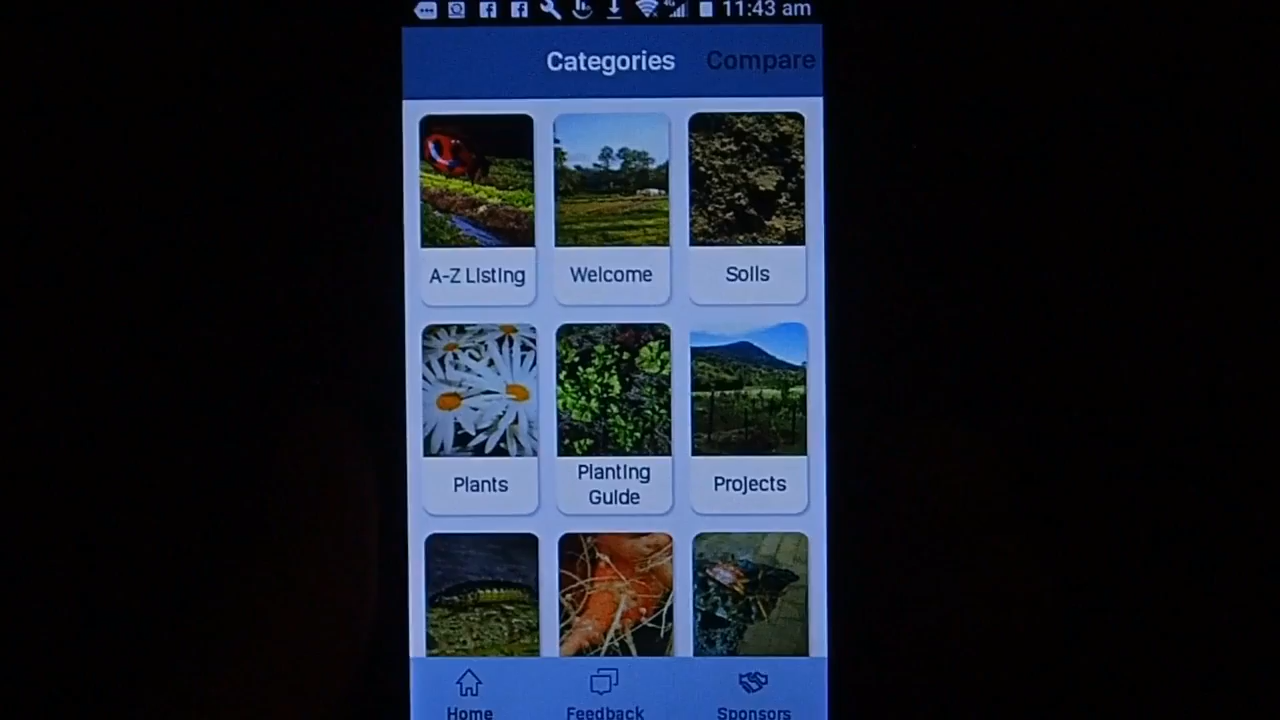 11:43 am
Categories
Compare
A-Z Listing
Welcome
Soils
Plants
Planting
Guide
Projects
Home
Feedback
Sponsors